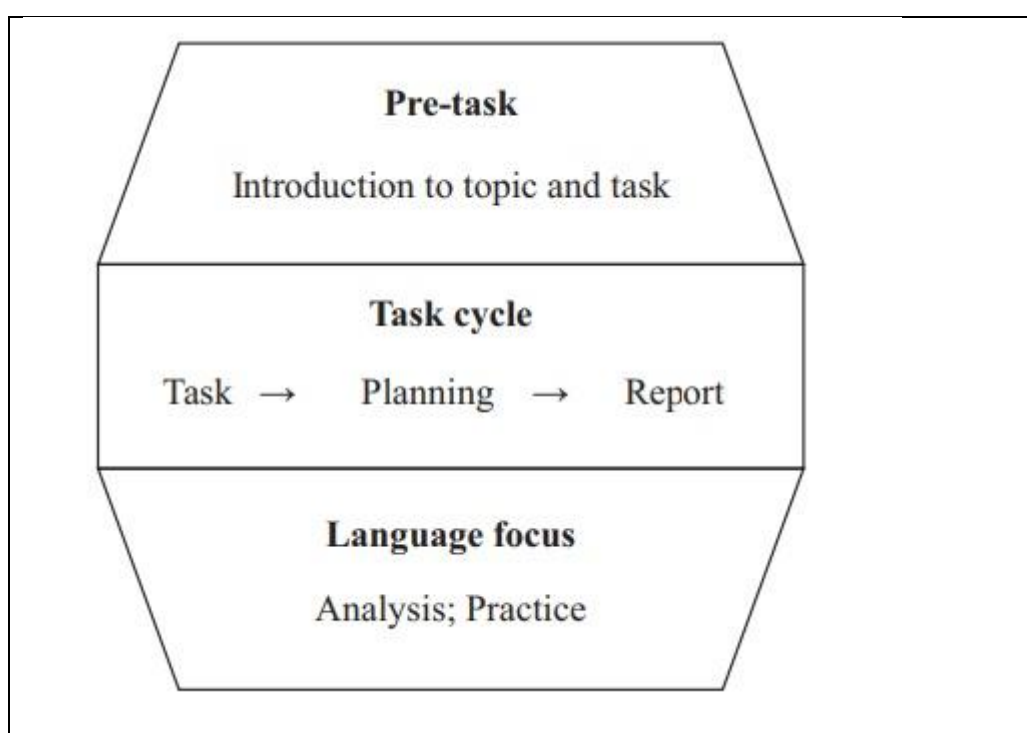 Pre-task
Introduction to topic and task
Task cycle
Task → Planning → Report
Language focus
Analysis; Practice